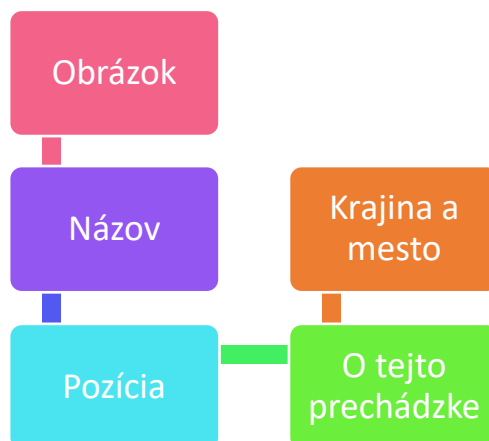 Obrázok
Názov
Pozícia
O tejto
prechádzke
Krajina a
mesto